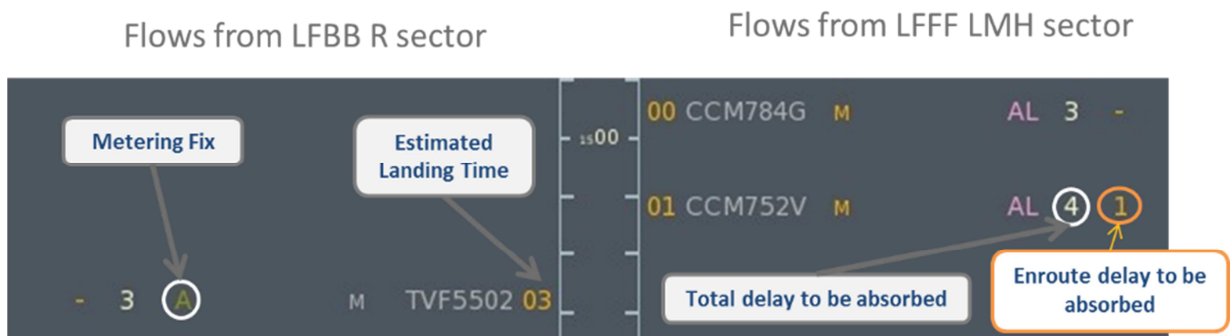 Flows from LFBB R sector
Flows from LFFF LMH sector
Metering Fix
Estimated
Landing Time
1500
00 CCM784G M AL 3 -
01 CCM752V M AL 4 1
- 3 A M TVF5502 03
Total delay to be absorbed
Enroute delay to be
absorbed